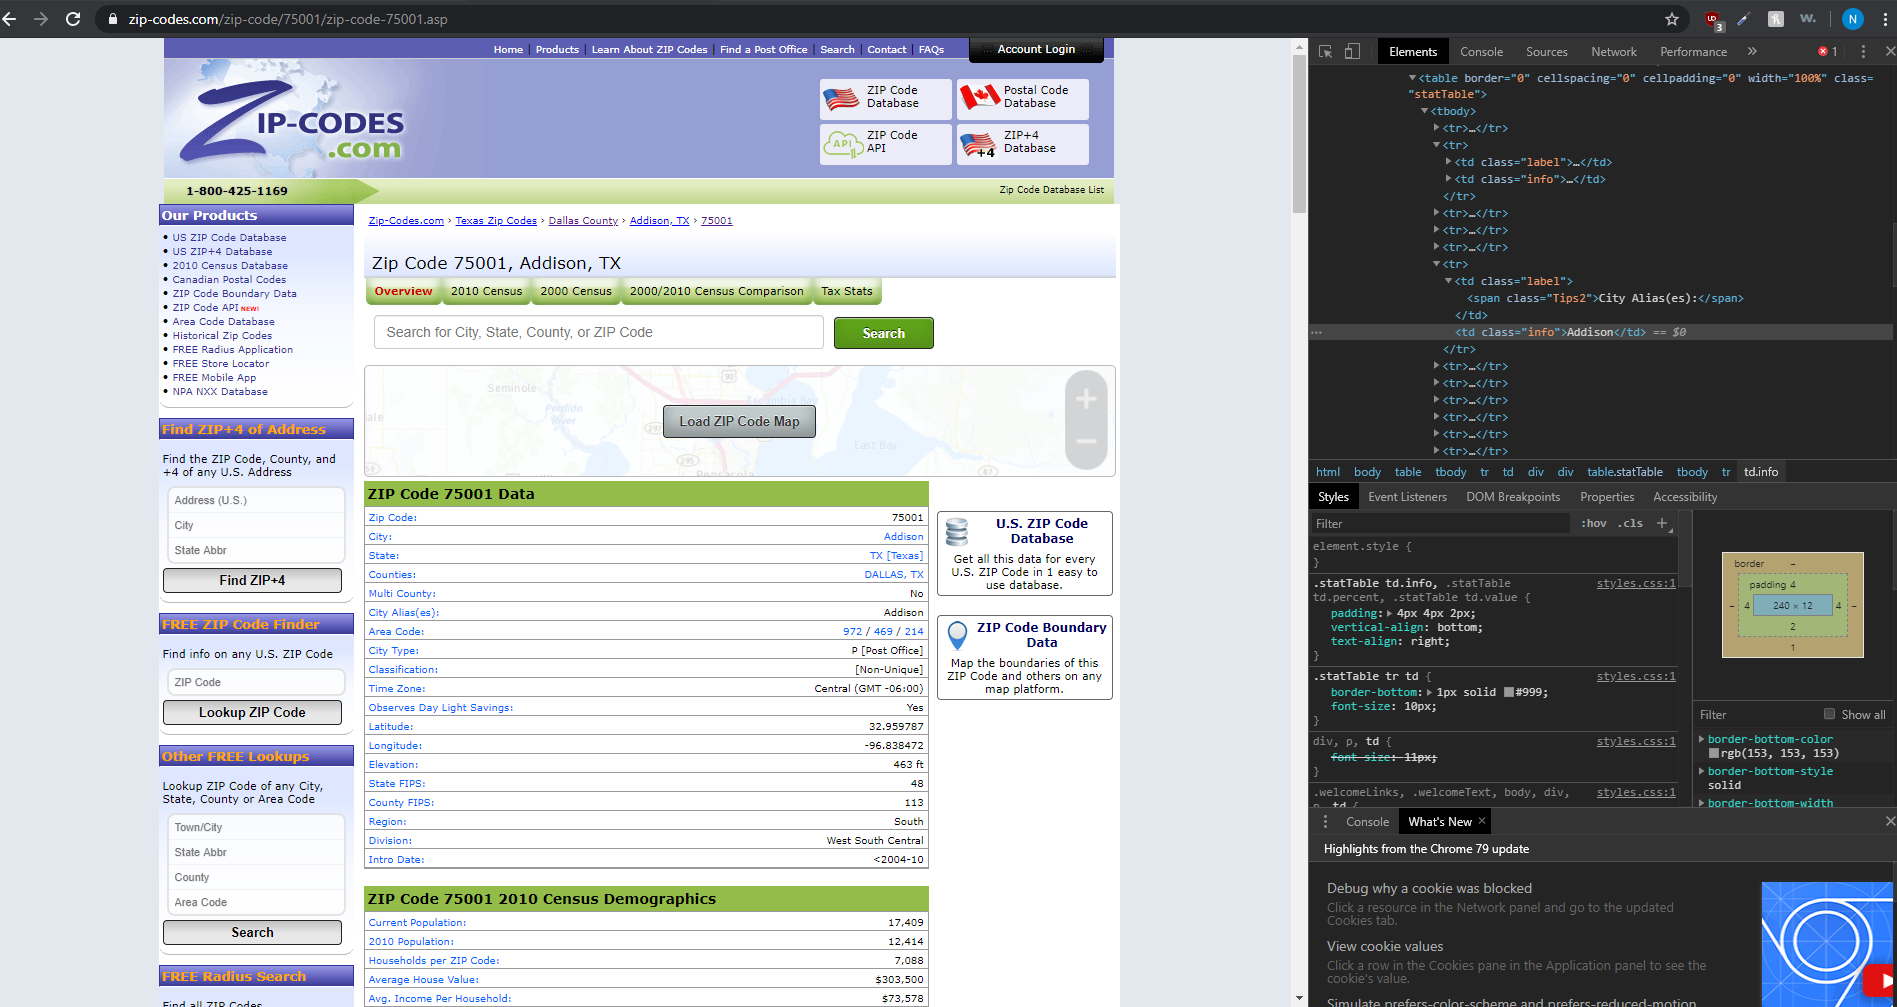 zip-codes.com/zip-code/75001/zip-code-75001.asp
3
W.
N
Home | Products | Learn About ZIP Codes | Find a Post Office | Search | Contact | FAQs
Account Login
ZIP-CODES
.com
ZIP Code
Database
Postal Code
Database
API
ZIP Code
API
+4
ZIP+4
Database
1-800-425-1169
Zip Code Database List
Our Products
US ZIP Code Database
US ZIP+4 Database
2010 Census Database
Canadian Postal Codes
ZIP Code Boundary Data
ZIP Code API NEW!
Area Code Database
Historical Zip Codes
FREE Radius Application
FREE Store Locator
FREE Mobile App
NPA NXX Database
Find ZIP+4 of Address
Find the ZIP Code, County, and
+4 of any U.S. Address
Address (U.S.)
City
State Abbr
Find ZIP+4
FREE ZIP Code Finder
Find info on any U.S. ZIP Code
ZIP Code
Lookup ZIP Code
Other FREE Lookups
Lookup ZIP Code of any City,
State, County or Area Code
Town/City
State Abbr
County
Area Code
Search
FREE Radius Search
Find all ZIP Codes
Zip-Codes.com › Texas Zip Codes › Dallas County › Addison, TX › 75001
Zip Code 75001, Addison, TX
Overview
2010 Census
2000 Census
2000/2010 Census Comparison
Tax Stats
Search for City, State, County, or ZIP Code
Search
Seminole
Perdido
River
90
Escambia Bay
29
295
East Bay
87
Pensacola
Load ZIP Code Map
ZIP Code 75001 Data
Zip Code: 75001
City: Addison
State: TX [Texas]
Counties: DALLAS, TX
Multi County: No
City Alias(es): Addison
Area Code: 972 / 469 / 214
City Type: P [Post Office]
Classification: [Non-Unique]
Time Zone: Central (GMT -06:00)
Observes Day Light Savings: Yes
Latitude: 32.959787
Longitude: -96.838472
Elevation: 463 ft
State FIPS: 48
County FIPS: 113
Region: South
Division: West South Central
Intro Date: <2004-10
ZIP Code 75001 2010 Census Demographics
Current Population: 17,409
2010 Population: 12,414
Households per ZIP Code: 7,088
Average House Value: $303,500
Avg. Income Per Household: $73,578
U.S. ZIP Code
Database
Get all this data for every
U.S. ZIP Code in 1 easy to
use database.
ZIP Code Boundary
Data
Map the boundaries of this
ZIP Code and others on any
map platform.
Elements Console Sources Network Performance » 1
<table border="0" cellspacing="0" cellpadding="0" width="100%" class=
"statTable">
<tbody>
<tr>…</tr>
<tr>
<td class="label">…</td>
<td class="info">…</td>
</tr>
<tr>…</tr>
<tr>…</tr>
<tr>…</tr>
<tr>
<td class="label">
<span class="Tips2">City Alias(es):</span>
</td>
<td class="info">Addison</td> == $0
</tr>
<tr>…</tr>
<tr>…</tr>
<tr>…</tr>
<tr>…</tr>
<tr>…</tr>
<tr>…</tr>
html body table tbody tr td div div table.statTable tbody tr td.info
Styles Event Listeners DOM Breakpoints Properties Accessibility
Filter :hov .cls +
element.style {
}
.statTable td.info, .statTable styles.css:1
td.percent, .statTable td.value {
padding: 4px 4px 2px;
vertical-align: bottom;
text-align: right;
}
.statTable tr td { styles.css:1
border-bottom: 1px solid #999;
font-size: 10px;
}
div, p, td { styles.css:1
font-size: 11px;
}
.welcomeLinks, .welcomeText, body, div, styles.css:1
p, td {
border –
padding 4
– 4 240 × 12 4 –
2
1
Filter Show all
border-bottom-color
rgb(153, 153, 153)
border-bottom-style
solid
border-bottom-width
Console What's New ×
Highlights from the Chrome 79 update
Debug why a cookie was blocked
Click a resource in the Network panel and go to the updated
Cookies tab.
View cookie values
Click a row in the Cookies pane in the Application panel to see the
cookie's value.
Simulate prefers-color-scheme and prefers-reduced-motion